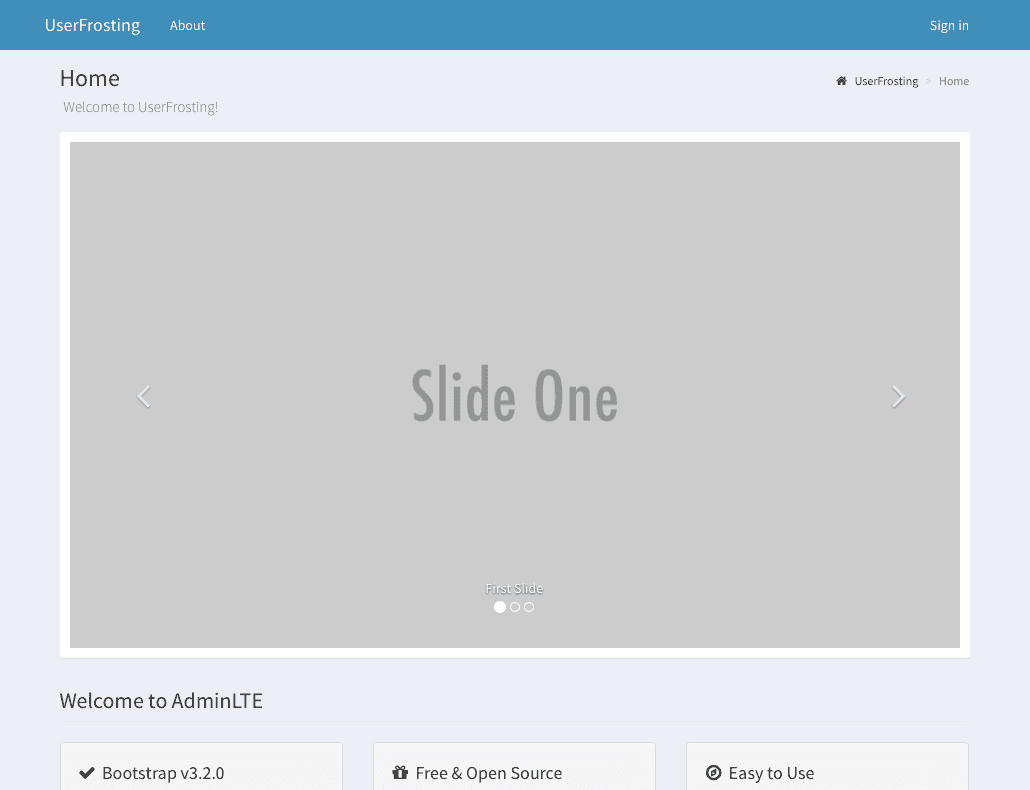 UserFrosting About Sign in
Home
UserFrosting > Home
Welcome to UserFrosting!
Slide One
First Slide
Welcome to AdminLTE
Bootstrap v3.2.0
Free & Open Source
Easy to Use